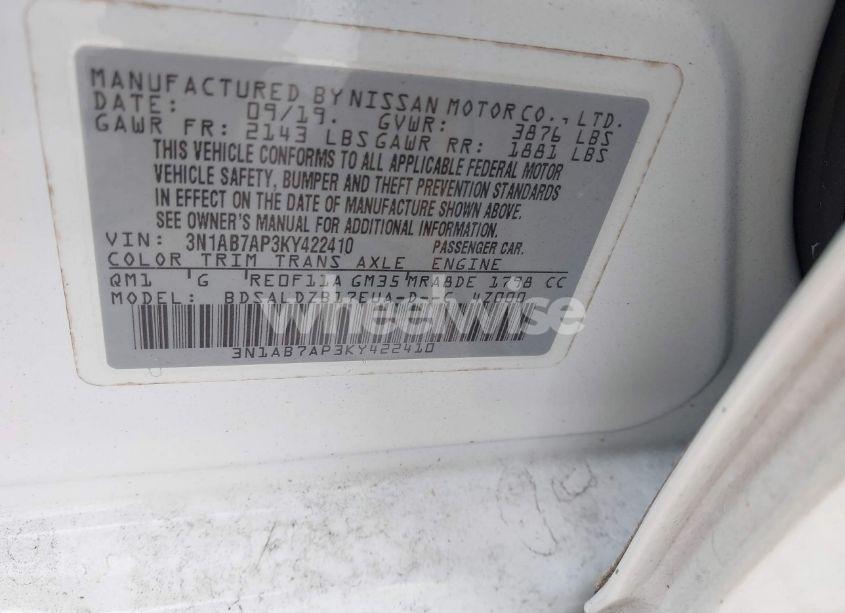 MANUFACTURED BY NISSAN MOTOR CO., LTD.
DATE: 09/19. GVWR: 3876 LBS
GAWR FR: 2143 LBS GAWR RR: 1881 LBS
THIS VEHICLE CONFORMS TO ALL APPLICABLE FEDERAL MOTOR
VEHICLE SAFETY, BUMPER AND THEFT PREVENTION STANDARDS
IN EFFECT ON THE DATE OF MANUFACTURE SHOWN ABOVE.
SEE OWNER'S MANUAL FOR ADDITIONAL INFORMATION.
VIN: 3N1AB7AP3KY422410 PASSENGER CAR.
COLOR TRIM TRANS AXLE ENGINE
QM1 G RE0F11A GM35 MRA8DE 1798 CC
MODEL:
wheelwise
3N1AB7AP3KY422410